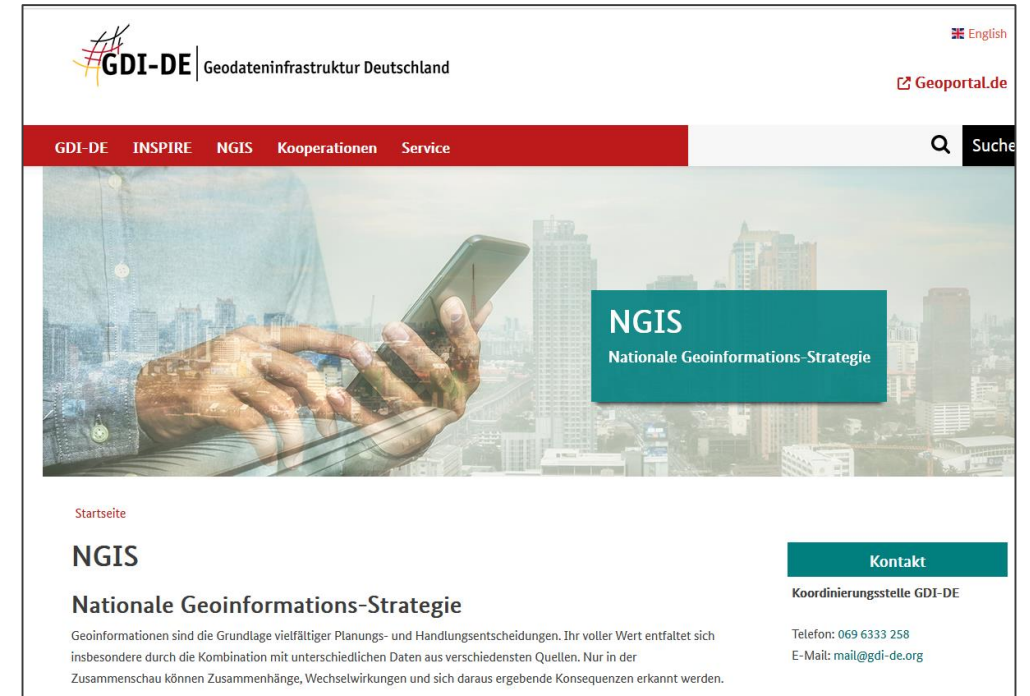 GDI-DE Geodateninfrastruktur Deutschland
English
Geoportal.de
GDI-DE INSPIRE NGIS Kooperationen Service
Suche
NGIS
Nationale Geoinformations-Strategie
Startseite
NGIS
Nationale Geoinformations-Strategie
Geoinformationen sind die Grundlage vielfältiger Planungs- und Handlungsentscheidungen. Ihr voller Wert entfaltet sich
insbesondere durch die Kombination mit unterschiedlichen Daten aus verschiedensten Quellen. Nur in der
Zusammenschau können Zusammenhänge, Wechselwirkungen und sich daraus ergebende Konsequenzen erkannt werden.
Kontakt
Koordinierungsstelle GDI-DE
Telefon: 069 6333 258
E-Mail: mail@gdi-de.org